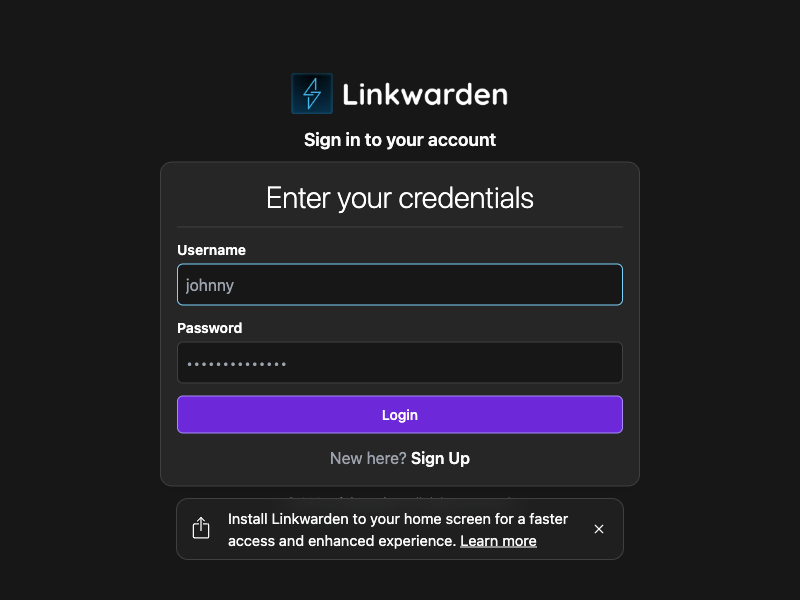 Linkwarden
Sign in to your account
Enter your credentials
Username
johnny
Password
••••••••••••••
Login
New here? Sign Up
Install Linkwarden to your home screen for a faster
access and enhanced experience. Learn more